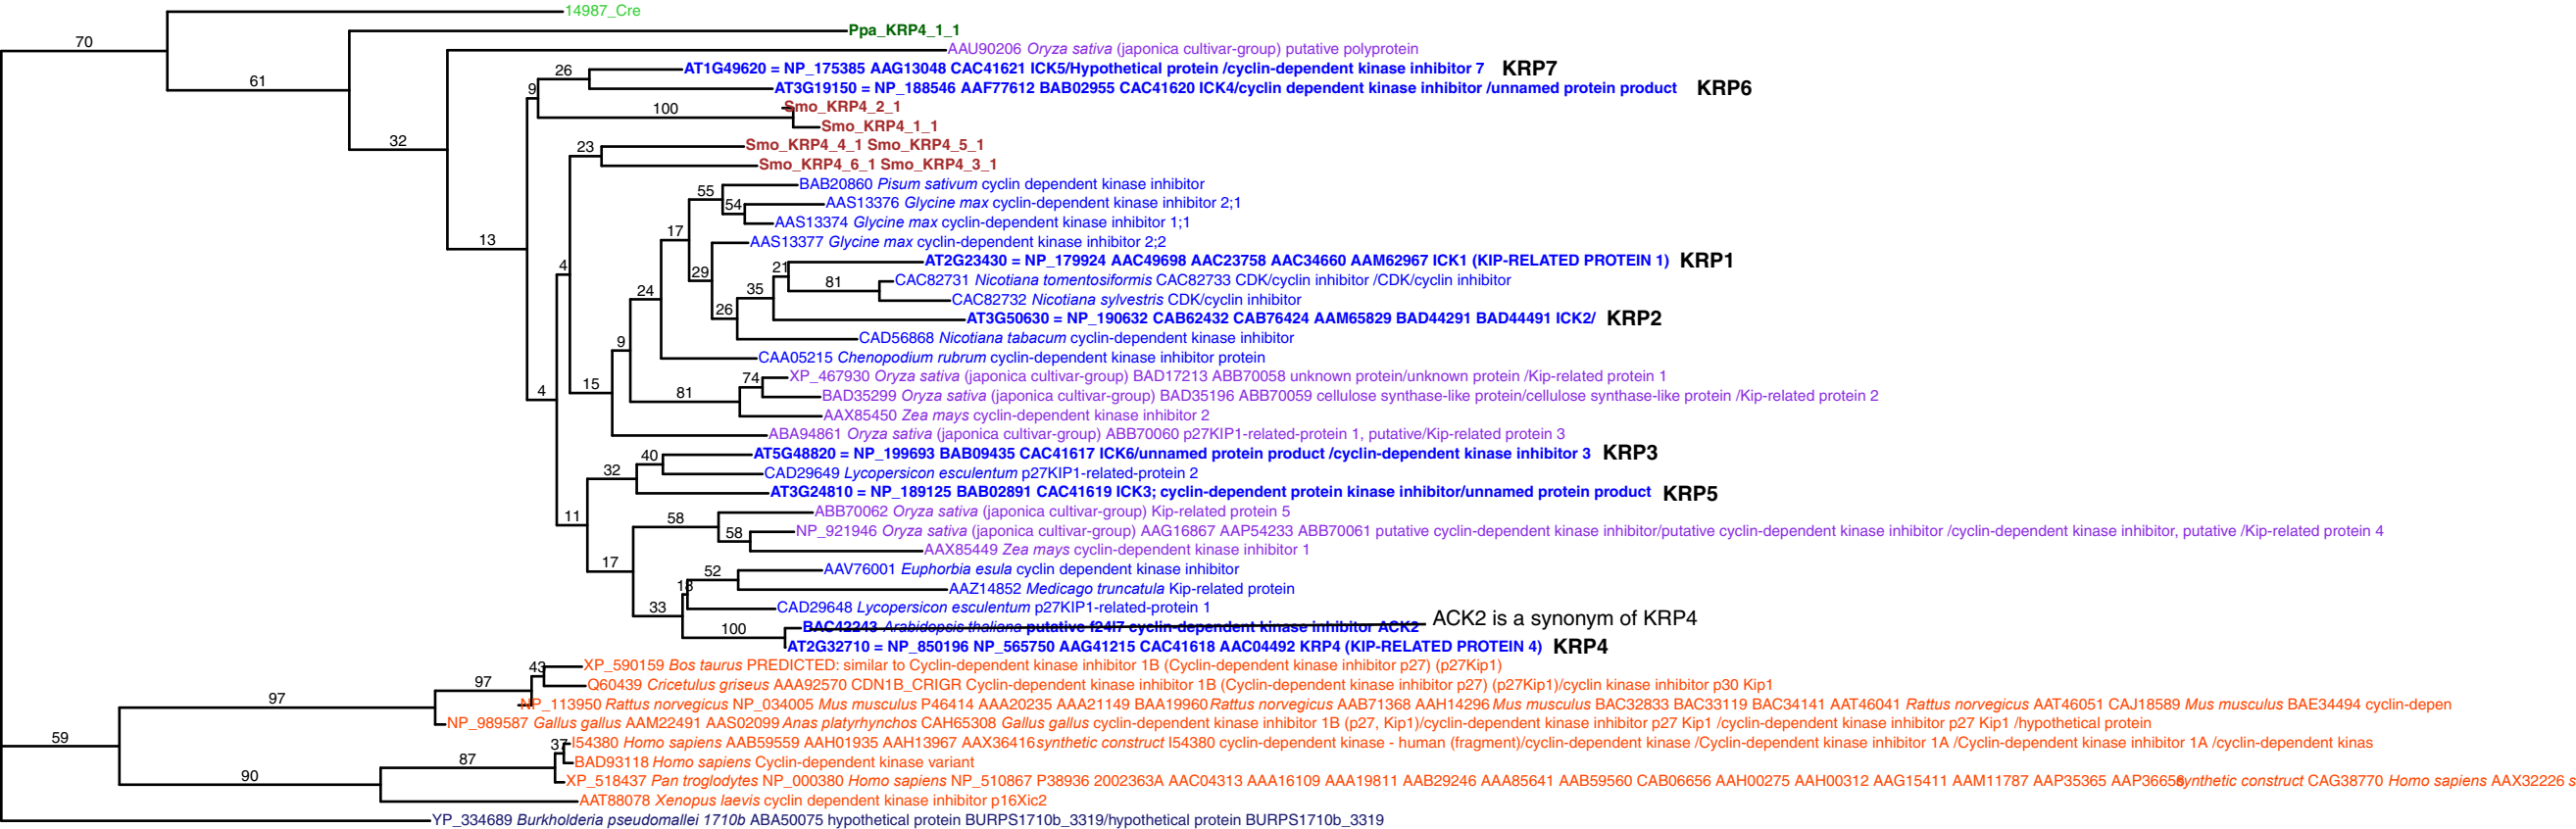 14987_Cre
70
Ppa_KRP4_1_1
AAU90206 Oryza sativa (japonica cultivar-group) putative polyprotein
26
AT1G49620 = NP_175385 AAG13048 CAC41621 ICK5/Hypothetical protein /cyclin-dependent kinase inhibitor 7 KRP7
61
9
AT3G19150 = NP_188546 AAF77612 BAB02955 CAC41620 ICK4/cyclin dependent kinase inhibitor /unnamed protein product KRP6
100
Smo_KRP4_2_1
Smo_KRP4_1_1
32
23
Smo_KRP4_4_1 Smo_KRP4_5_1
Smo_KRP4_6_1 Smo_KRP4_3_1
55
BAB20860 Pisum sativum cyclin dependent kinase inhibitor
54
AAS13376 Glycine max cyclin-dependent kinase inhibitor 2;1
AAS13374 Glycine max cyclin-dependent kinase inhibitor 1;1
13
17
AAS13377 Glycine max cyclin-dependent kinase inhibitor 2;2
4
29
21
AT2G23430 = NP_179924 AAC49698 AAC23758 AAC34660 AAM62967 ICK1 (KIP-RELATED PROTEIN 1) KRP1
81
CAC82731 Nicotiana tomentosiformis CAC82733 CDK/cyclin inhibitor /CDK/cyclin inhibitor
24
35
CAC82732 Nicotiana sylvestris CDK/cyclin inhibitor
26
AT3G50630 = NP_190632 CAB62432 CAB76424 AAM65829 BAD44291 BAD44491 ICK2/ KRP2
9
CAD56868 Nicotiana tabacum cyclin-dependent kinase inhibitor
CAA05215 Chenopodium rubrum cyclin-dependent kinase inhibitor protein
74
XP_467930 Oryza sativa (japonica cultivar-group) BAD17213 ABB70058 unknown protein/unknown protein /Kip-related protein 1
4
15
81
BAD35299 Oryza sativa (japonica cultivar-group) BAD35196 ABB70059 cellulose synthase-like protein/cellulose synthase-like protein /Kip-related protein 2
AAX85450 Zea mays cyclin-dependent kinase inhibitor 2
ABA94861 Oryza sativa (japonica cultivar-group) ABB70060 p27KIP1-related-protein 1, putative/Kip-related protein 3
40
AT5G48820 = NP_199693 BAB09435 CAC41617 ICK6/unnamed protein product /cyclin-dependent kinase inhibitor 3 KRP3
32
CAD29649 Lycopersicon esculentum p27KIP1-related-protein 2
AT3G24810 = NP_189125 BAB02891 CAC41619 ICK3; cyclin-dependent protein kinase inhibitor/unnamed protein product KRP5
11
58
ABB70062 Oryza sativa (japonica cultivar-group) Kip-related protein 5
58
NP_921946 Oryza sativa (japonica cultivar-group) AAG16867 AAP54233 ABB70061 putative cyclin-dependent kinase inhibitor/putative cyclin-dependent kinase inhibitor /cyclin-dependent kinase inhibitor, putative /Kip-related protein 4
AAX85449 Zea mays cyclin-dependent kinase inhibitor 1
17
52
AAV76001 Euphorbia esula cyclin dependent kinase inhibitor
AAZ14852 Medicago truncatula Kip-related protein
33
CAD29648 Lycopersicon esculentum p27KIP1-related-protein 1
100
BAC42243 Arabidopsis thaliana putative f24l7 cyclin-dependent kinase inhibitor ACK2 ACK2 is a synonym of KRP4
AT2G32710 = NP_850196 NP_565750 AAG41215 CAC41618 AAC04492 KRP4 (KIP-RELATED PROTEIN 4) KRP4
43
XP_590159 Bos taurus PREDICTED: similar to Cyclin-dependent kinase inhibitor 1B (Cyclin-dependent kinase inhibitor p27) (p27Kip1)
97
Q60439 Cricetulus griseus AAA92570 CDN1B_CRIGR Cyclin-dependent kinase inhibitor 1B (Cyclin-dependent kinase inhibitor p27) (p27Kip1)/cyclin kinase inhibitor p30 Kip1
97
NP_113950 Rattus norvegicus NP_034005 Mus musculus P46414 AAA20235 AAA21149 BAA19960 Rattus norvegicus AAB71368 AAH14296 Mus musculus BAC32833 BAC33119 BAC34141 AAT46041 Rattus norvegicus AAT46051 CAJ18589 Mus musculus BAE34494 cyclin-depen
NP_989587 Gallus gallus AAM22491 AAS02099 Anas platyrhynchos CAH65308 Gallus gallus cyclin-dependent kinase inhibitor 1B (p27, Kip1)/cyclin-dependent kinase inhibitor p27 Kip1 /cyclin-dependent kinase inhibitor p27 Kip1 /hypothetical protein
59
37
I54380 Homo sapiens AAB59559 AAH01935 AAH13967 AAX36416 synthetic construct I54380 cyclin-dependent kinase - human (fragment)/cyclin-dependent kinase /Cyclin-dependent kinase inhibitor 1A /Cyclin-dependent kinase inhibitor 1A /cyclin-dependent kinas
87
BAD93118 Homo sapiens Cyclin-dependent kinase variant
90
XP_518437 Pan troglodytes NP_000380 Homo sapiens NP_510867 P38936 2002363A AAC04313 AAA16109 AAA19811 AAB29246 AAA85641 AAB59560 CAB06656 AAH00275 AAH00312 AAG15411 AAM11787 AAP35365 synthetic construct CAG38770 Homo sapiens AAX32226 s
AAT88078 Xenopus laevis cyclin dependent kinase inhibitor p16Xic2
YP_334689 Burkholderia pseudomallei 1710b ABA50075 hypothetical protein BURPS1710b_3319/hypothetical protein BURPS1710b_3319